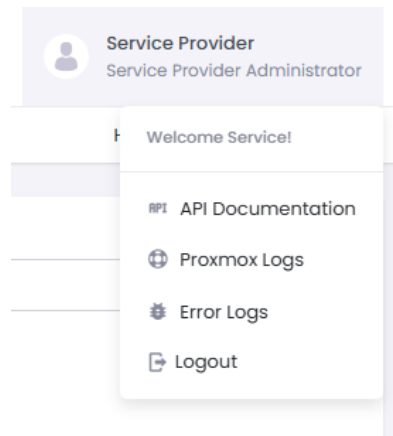 Service Provider
Service Provider Administrator
Welcome Service!
API API Documentation
Proxmox Logs
Error Logs
Logout